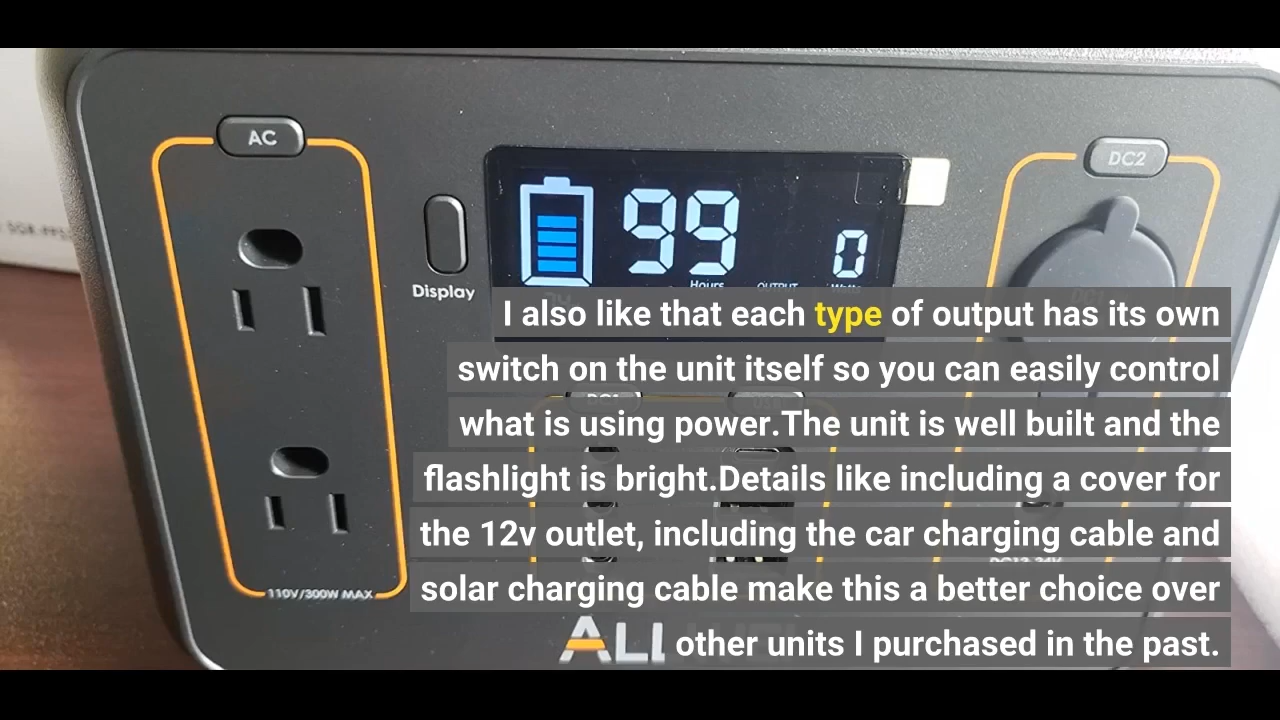 AC
DC2
99
0
Display
Hours
OUTPUT
I also like that each type of output has its own
switch on the unit itself so you can easily control
what is using power.The unit is well built and the
flashlight is bright.Details like including a cover for
the 12v outlet, including the car charging cable and
solar charging cable make this a better choice over
110V/300W MAX
other units I purchased in the past.